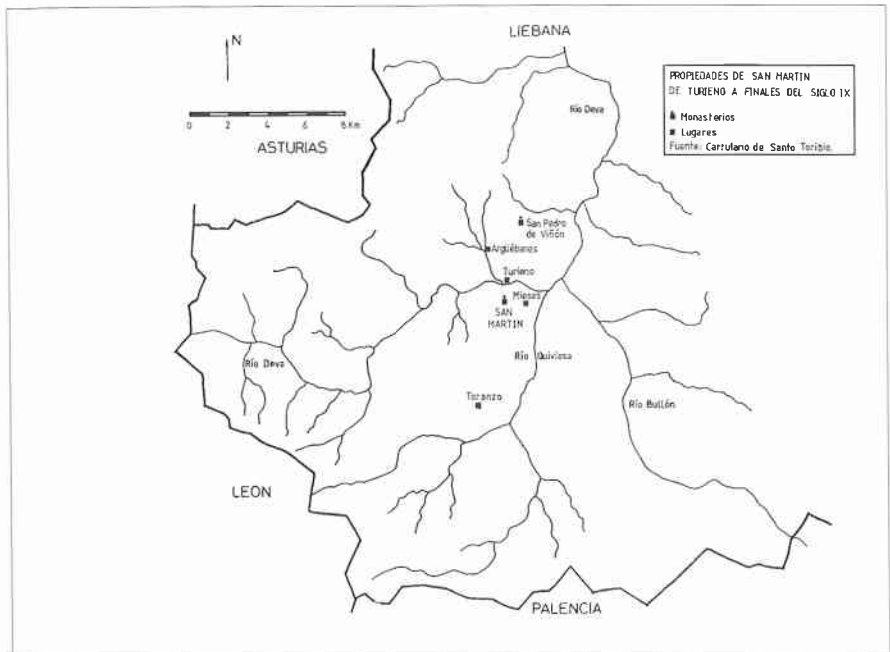 LIEBANA
N
PROPIEDADES DE SAN MARTIN
DE TURIENO A FINALES DEL SIGLO IX
Monasterios
Lugares
Fuente: Cartulario de Santo Toribio.
0 2 4 6 8 Km
ASTURIAS
Río Deva
San Pedro
de Viñón
Argüébanes
Turieno
Mieses
SAN
MARTIN
Río Quiviesa
Río Deva
Toranzo
Río Bullón
LEON
PALENCIA